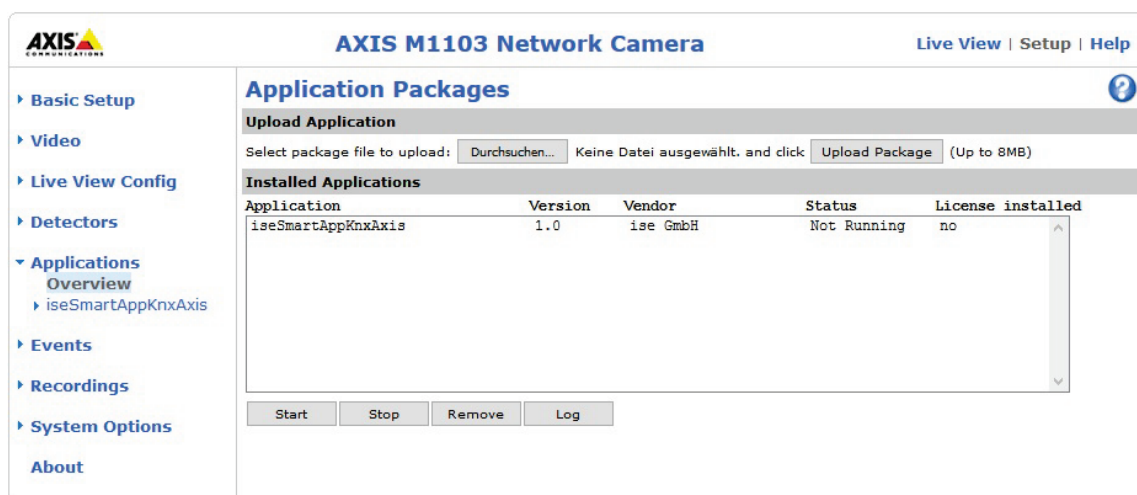 AXIS
COMMUNICATIONS
AXIS M1103 Network Camera
Live View | Setup | Help
Basic Setup
Video
Live View Config
Detectors
Applications
Overview
iseSmartAppKnxAxis
Events
Recordings
System Options
About
Application Packages
?
Upload Application
Select package file to upload: Durchsuchen... Keine Datei ausgewählt. and click Upload Package (Up to 8MB)
Installed Applications
Application Version Vendor Status License installed
iseSmartAppKnxAxis 1.0 ise GmbH Not Running no
Start Stop Remove Log